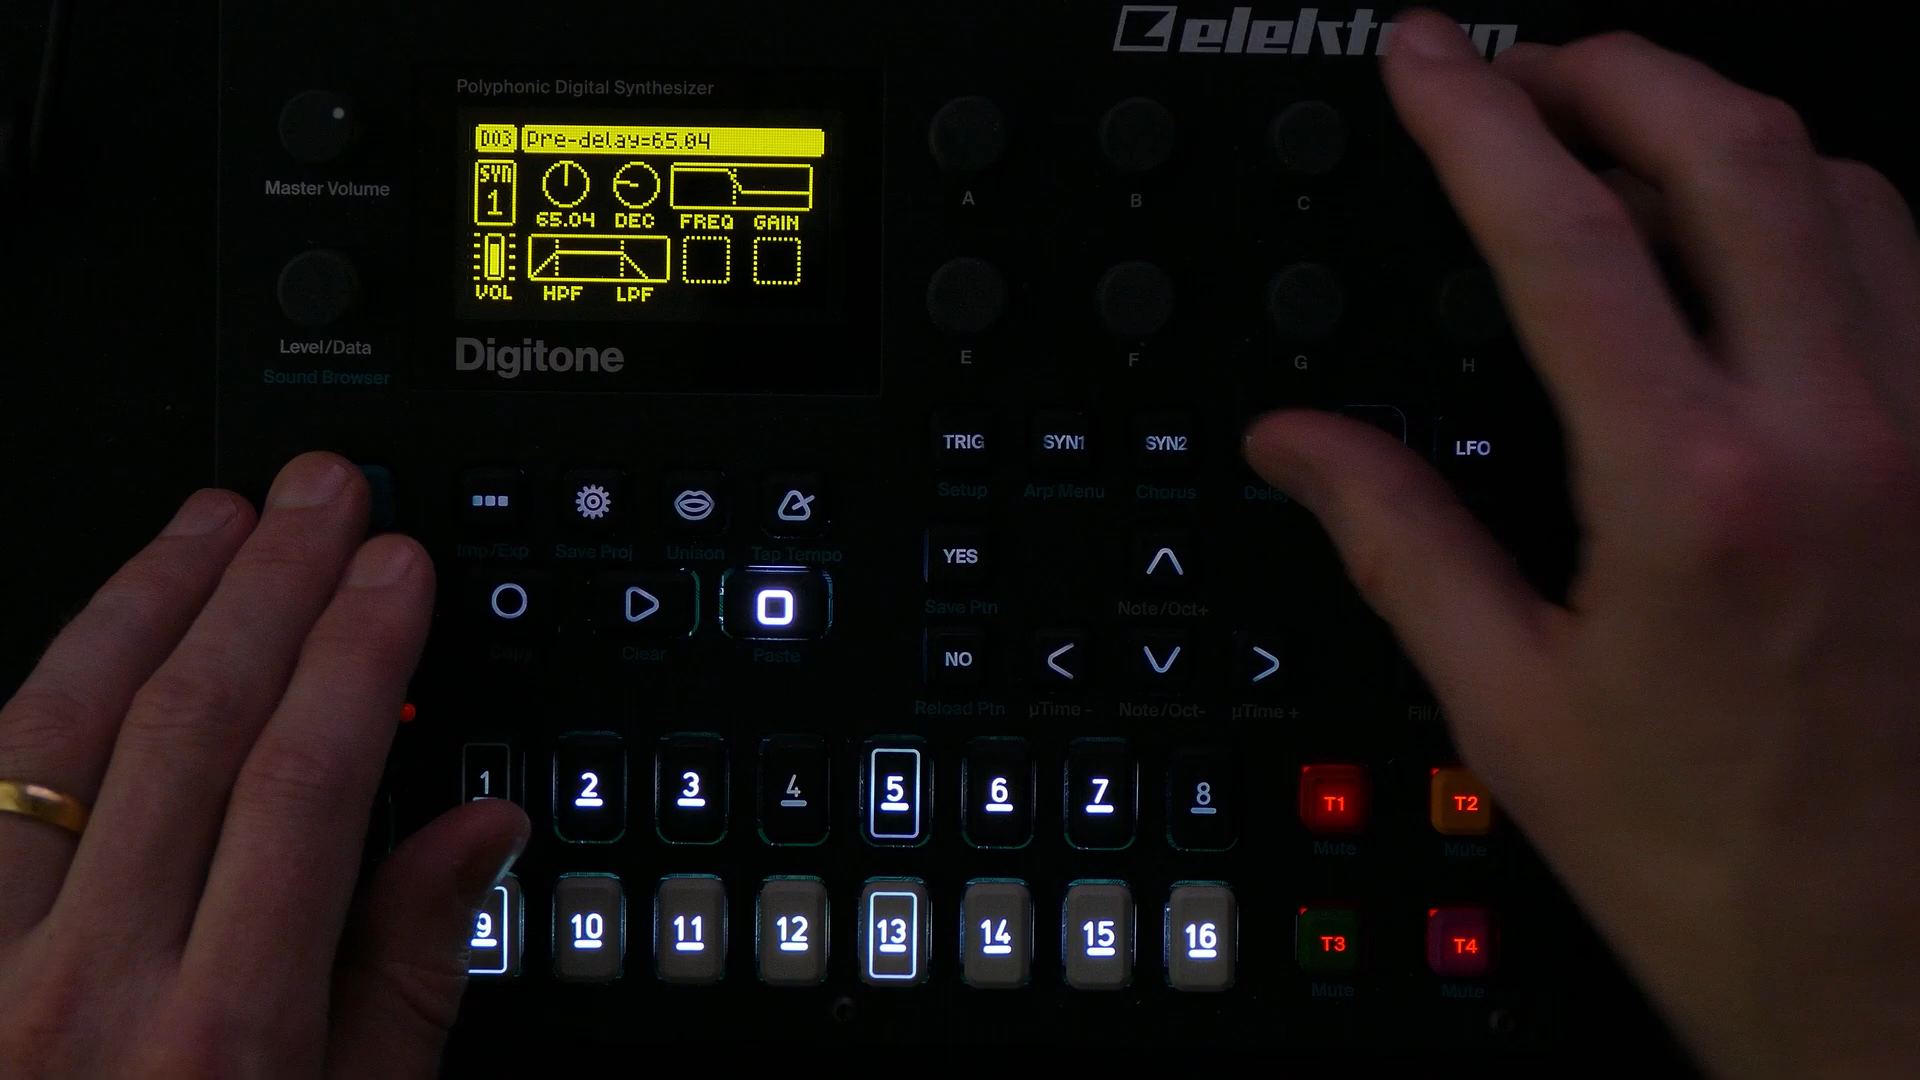 elekt
Polyphonic Digital Synthesizer
D03 Pre-delay=65.04
SYN
1
65.04 DEC FREQ GAIN
VOL HPF LPF
Master Volume
Level/Data
Sound Browser
Digitone
A B C
E F G H
TRIG SYN1 SYN2 LFO
Setup Arp Menu Chorus Delay
Imp/Exp Save Proj Unison Tap Tempo
YES
Save Ptn Note/Oct+
Copy Clear Paste
NO
Reload Ptn µTime - Note/Oct- µTime +
1 2 3 4 5 6 7 8
T1 T2
Mute Mute
9 10 11 12 13 14 15 16
T3 T4
Mute Mute